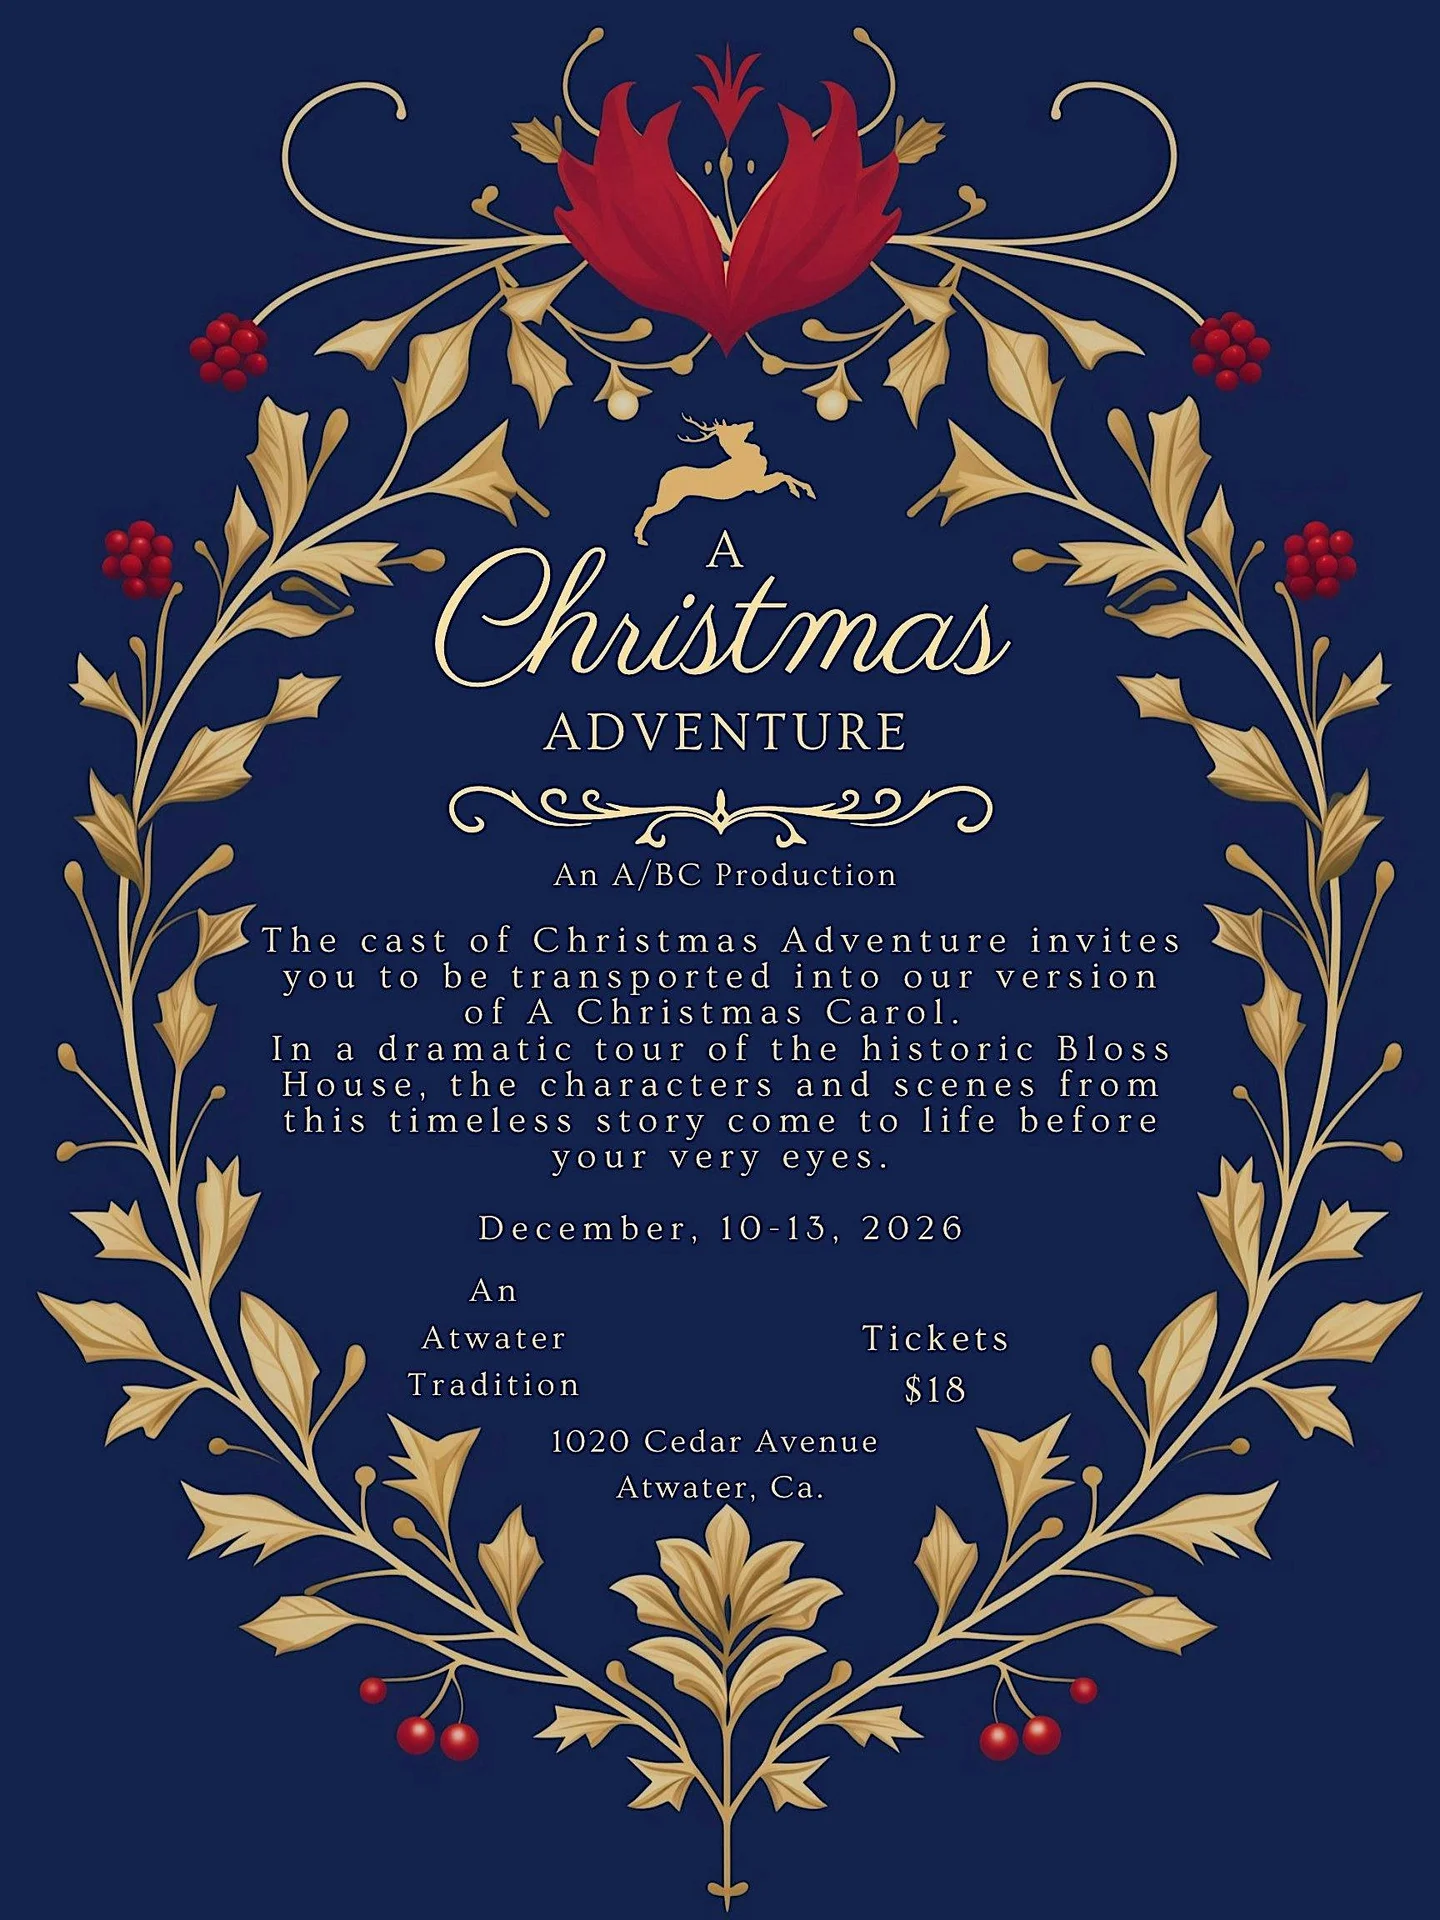 A
Christmas
ADVENTURE
An A/BC Production
The cast of Christmas Adventure invites
you to be transported into our version
of A Christmas Carol.
In a dramatic tour of the historic Bloss
House, the characters and scenes from
this timeless story come to life before
your very eyes.
December, 10-13, 2026
An
Atwater
Tradition
Tickets
$18
1020 Cedar Avenue
Atwater, Ca.